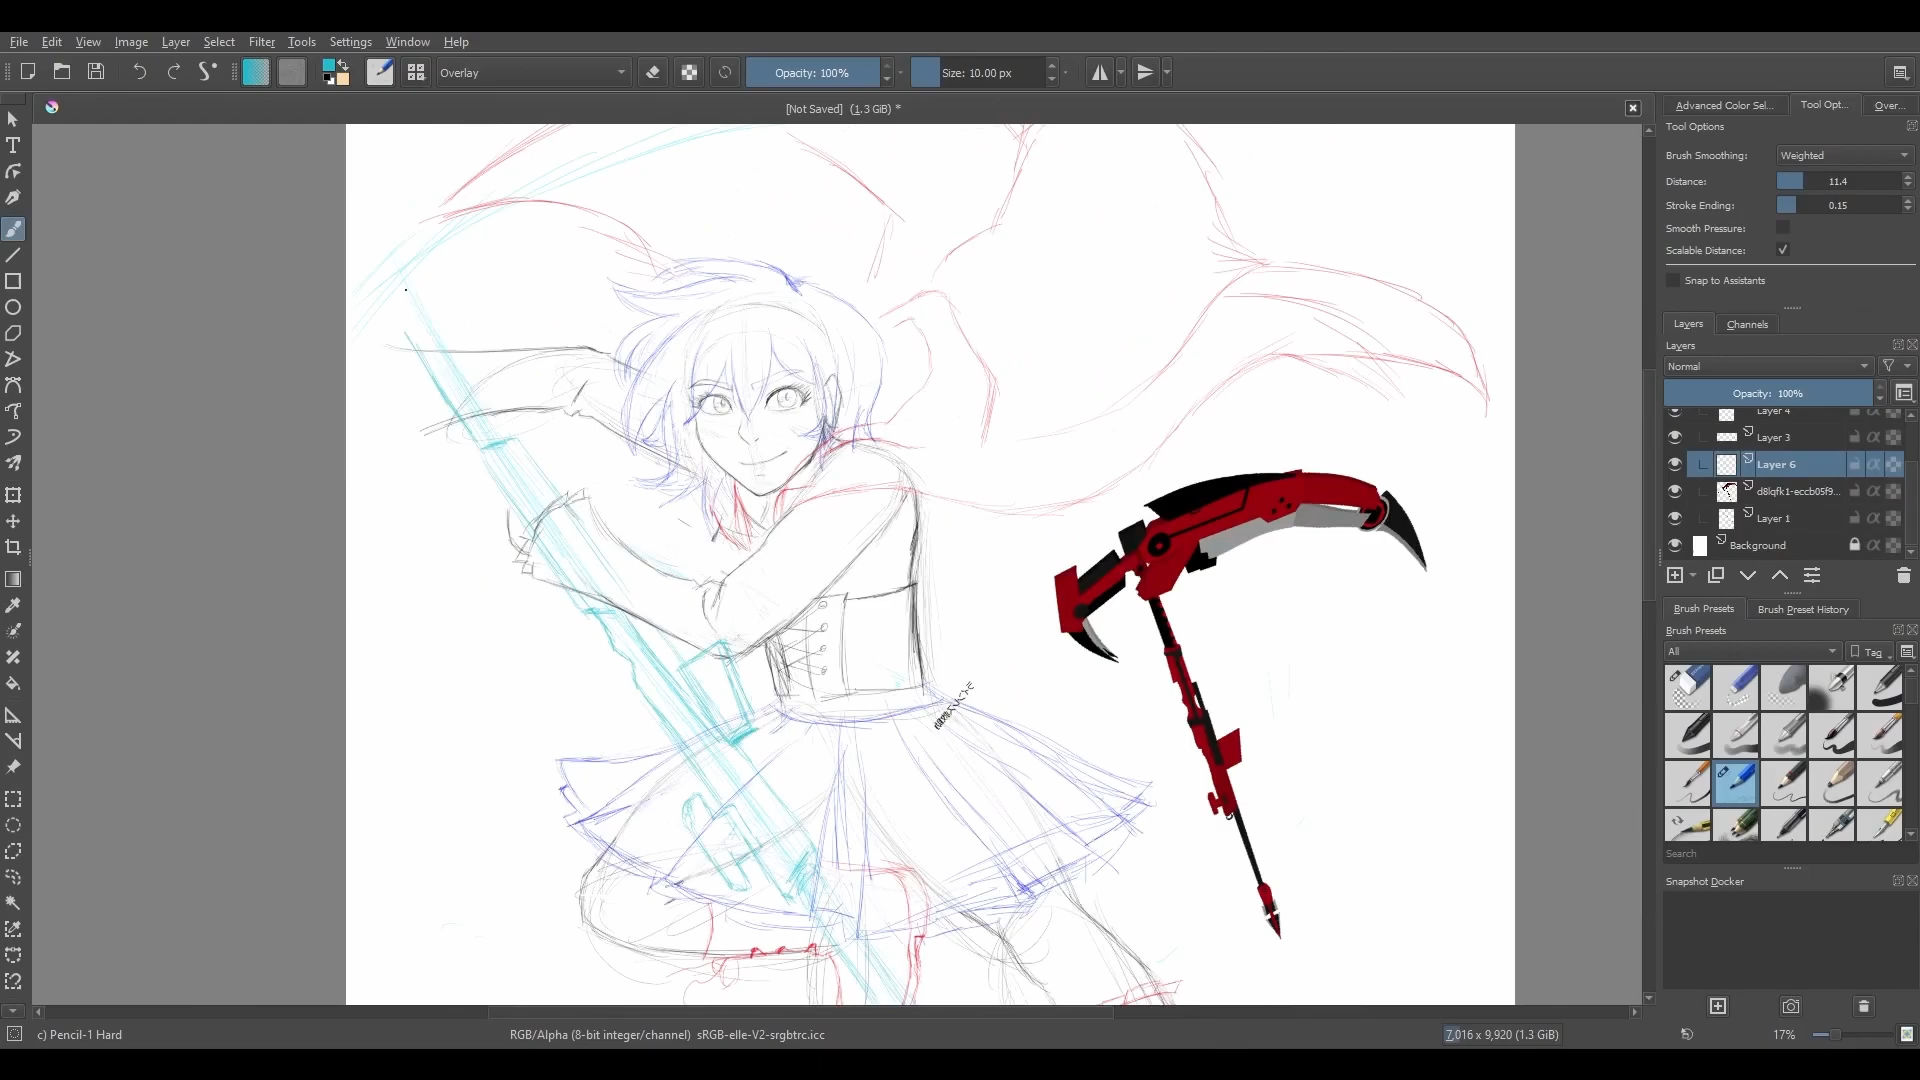 File Edit View Image Layer Select Filter Tools Settings Window Help
Overlay
Opacity: 100%
Size: 10.00 px
[Not Saved] (1.3 GiB) *
Advanced Color Sel... Tool Opt... Over...
Tool Options
Brush Smoothing: Weighted
Distance: 11.4
Stroke Ending: 0.15
Smooth Pressure:
Scalable Distance:
Snap to Assistants
Layers Channels
Layers
Normal
Opacity: 100%
Layer 4
Layer 3
Layer 6
d8lqfk1-eccb05f9...
Layer 1
Background
Brush Presets Brush Preset History
Brush Presets
All Tag
Search
Snapshot Docker
c) Pencil-1 Hard
RGB/Alpha (8-bit integer/channel) sRGB-elle-V2-srgbtrc.icc
7,016 x 9,920 (1.3 GiB)
17%